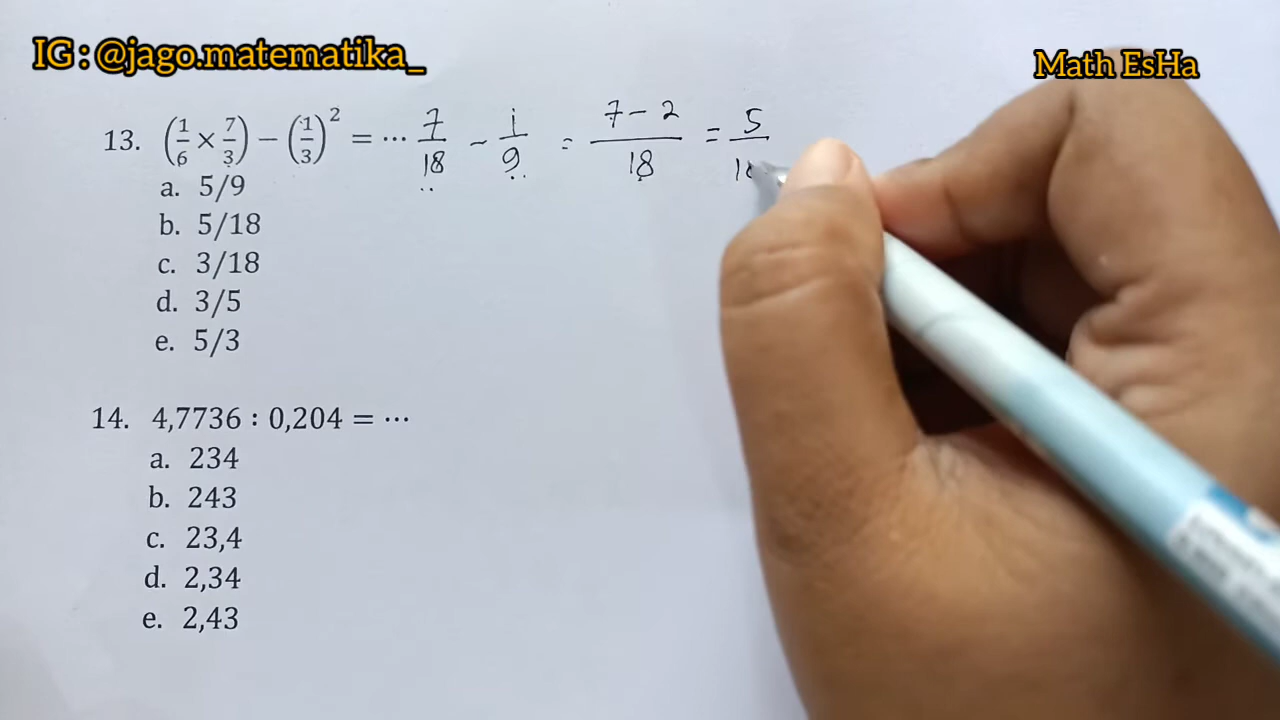 IG : @jago.matematika_
Math EsHa
13. (1/6 × 7/3) − (1/3)² = ··· 7/18 − 1/9 = 7 − 2/18 = 5/
a. 5/9
b. 5/18
c. 3/18
d. 3/5
e. 5/3
14. 4,7736 : 0,204 = ···
a. 234
b. 243
c. 23,4
d. 2,34
e. 2,43